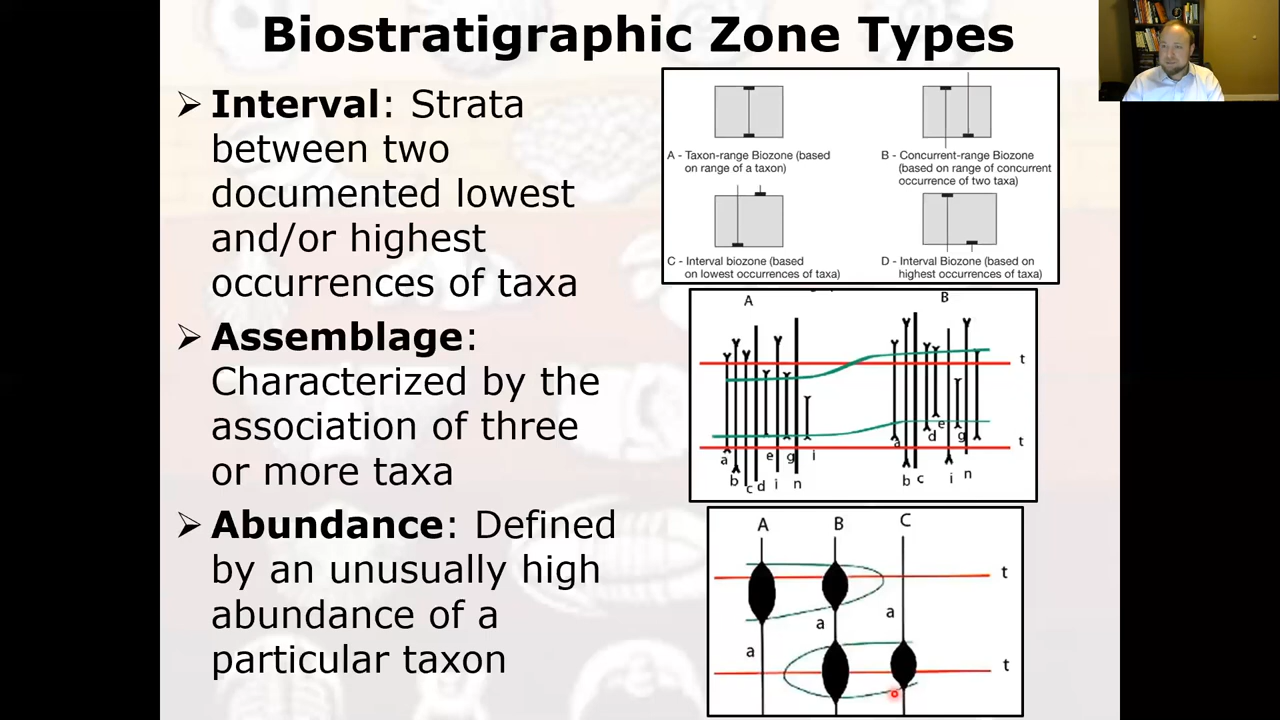 Biostratigraphic Zone Types
➢ Interval: Strata
between two
documented lowest
and/or highest
occurrences of taxa
➢ Assemblage:
Characterized by the
association of three
or more taxa
➢ Abundance: Defined
by an unusually high
abundance of a
particular taxon
A - Taxon-range Biozone (based
on range of a taxon)
B - Concurrent-range Biozone
(based on range of concurrent
occurrence of two taxa)
C - Interval biozone (based
on lowest occurrences of taxa)
D - Interval Biozone (based on
highest occurrences of taxa)
A B
t
t
a b c d e i g n i
a b c d e g i n
A B C
t
a
a
a
t